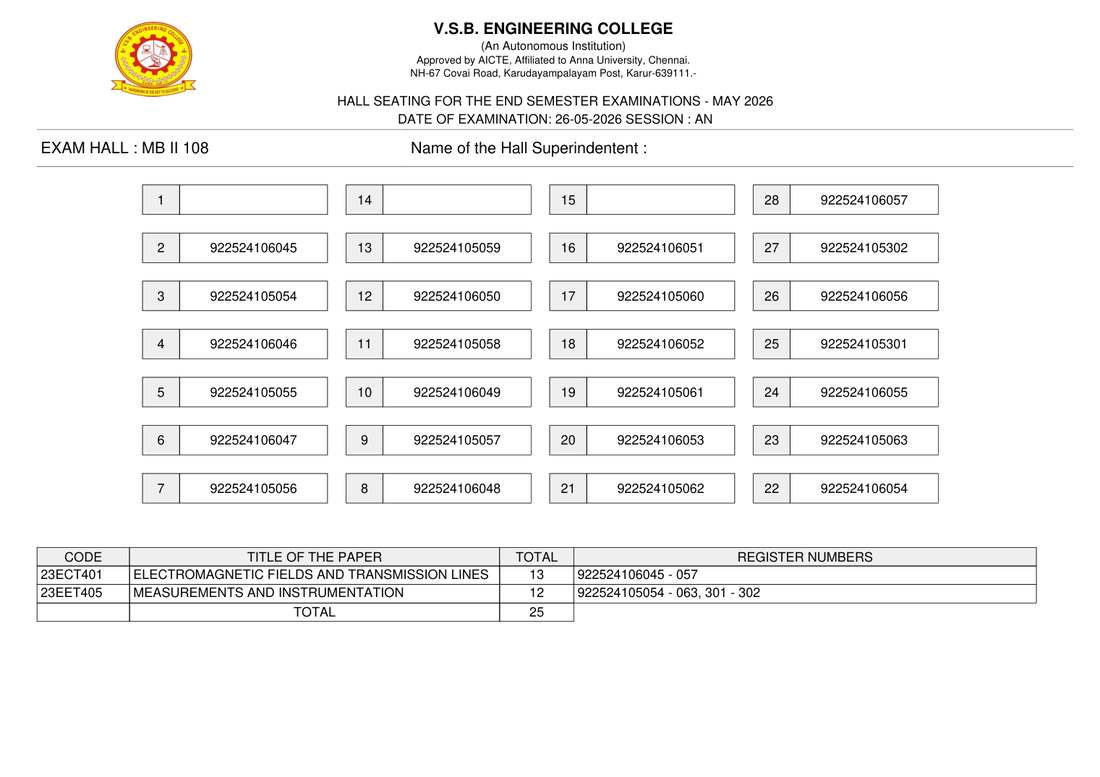 V.S.B. ENGINEERING COLLEGE
(An Autonomous Institution)
Approved by AICTE, Affiliated to Anna University, Chennai.
NH-67 Covai Road, Karudayampalayam Post, Karur-639111.-
HALL SEATING FOR THE END SEMESTER EXAMINATIONS - MAY 2026
DATE OF EXAMINATION: 26-05-2026 SESSION : AN
EXAM HALL : MB II 108 Name of the Hall Superindentent :
1 14 15 28 922524106057
2 922524106045 13 922524105059 16 922524106051 27 922524105302
3 922524105054 12 922524106050 17 922524105060 26 922524106056
4 922524106046 11 922524105058 18 922524106052 25 922524105301
5 922524105055 10 922524106049 19 922524105061 24 922524106055
6 922524106047 9 922524105057 20 922524106053 23 922524105063
7 922524105056 8 922524106048 21 922524105062 22 922524106054
CODE TITLE OF THE PAPER TOTAL REGISTER NUMBERS
23ECT401 ELECTROMAGNETIC FIELDS AND TRANSMISSION LINES 13 922524106045 - 057
23EET405 MEASUREMENTS AND INSTRUMENTATION 12 922524105054 - 063, 301 - 302
TOTAL 25